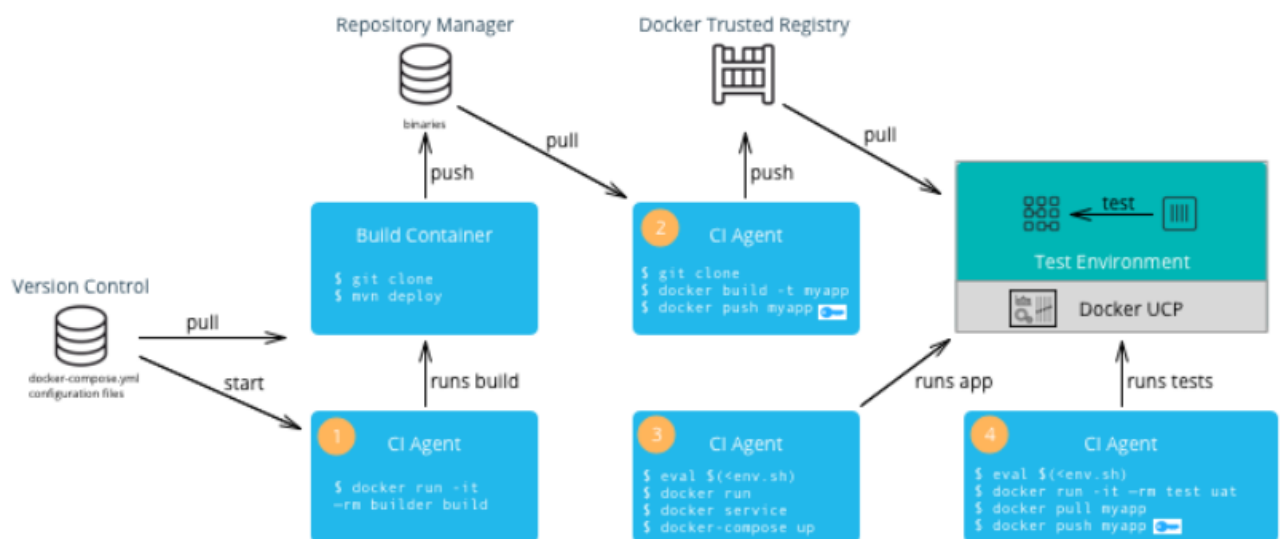 Repository Manager
Docker Trusted Registry
binaries
pull
pull
push
push
test
Build Container
$ git clone
$ mvn deploy
2
CI Agent
$ git clone
$ docker build -t myapp
$ docker push myapp
Test Environment
Docker UCP
Version Control
docker-compose.yml
configuration files
pull
start
runs build
runs app
runs tests
1
CI Agent
$ docker run -it
—rm builder build
3
CI Agent
$ eval $(<env.sh)
$ docker run
$ docker service
$ docker-compose up
4
CI Agent
$ eval $(<env.sh)
$ docker run -it —rm test uat
$ docker pull myapp
$ docker push myapp